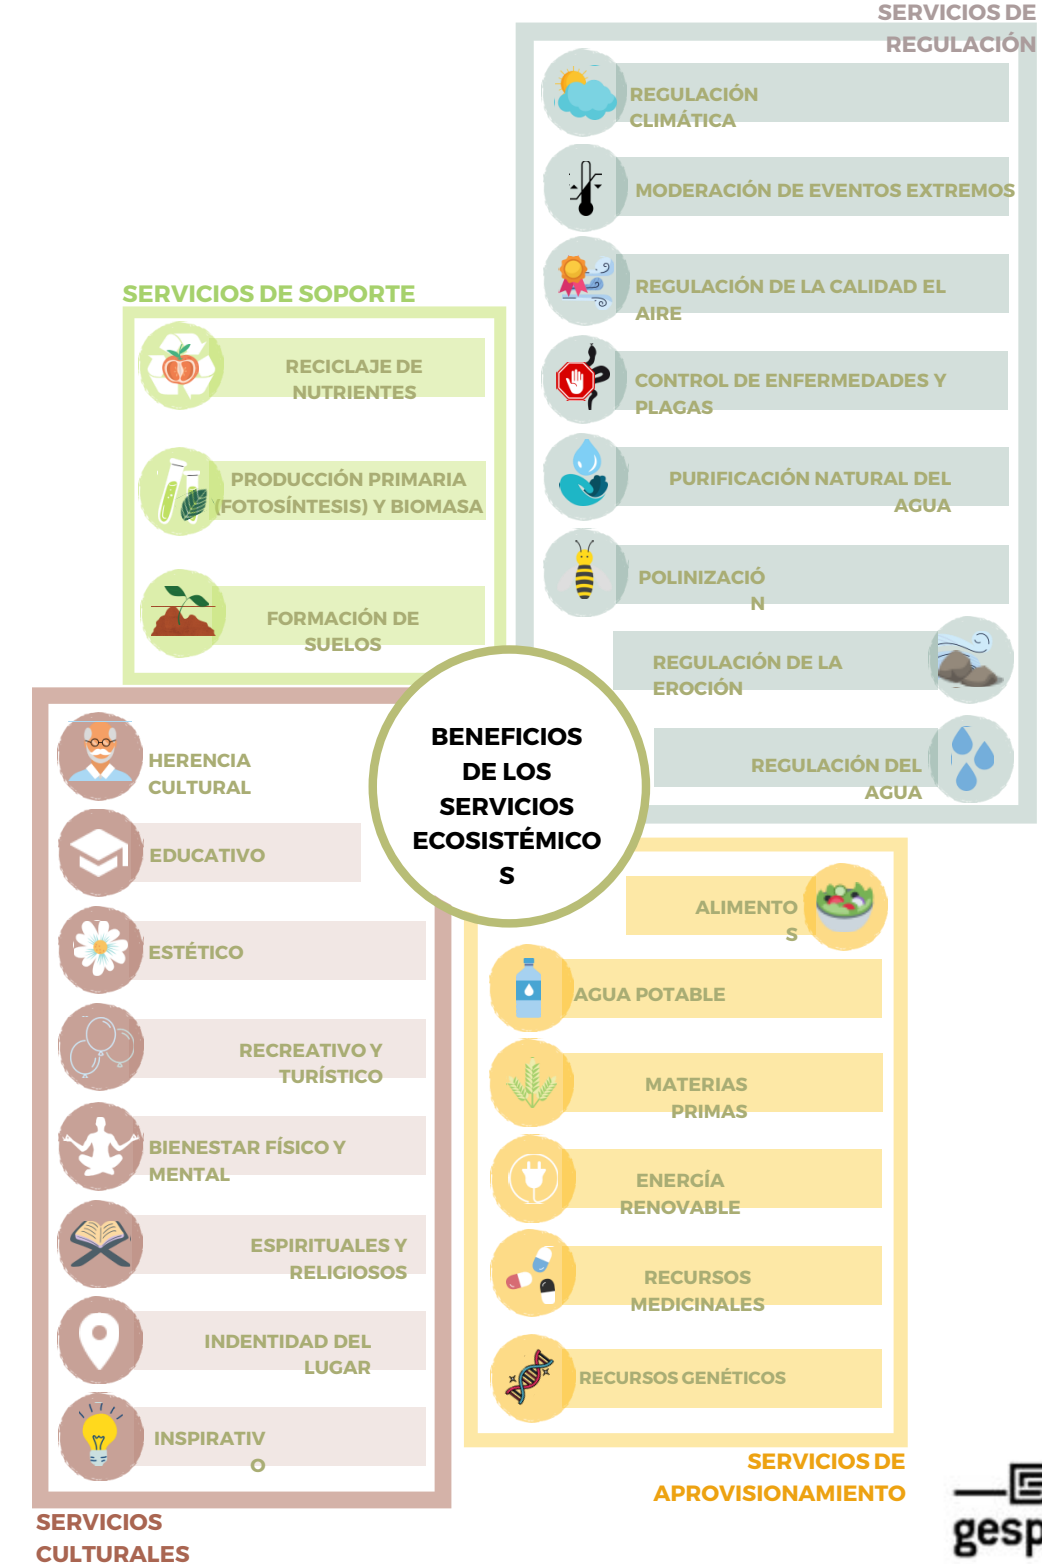 SERVICIOS DE
REGULACIÓN
REGULACIÓN
CLIMÁTICA
MODERACIÓN DE EVENTOS EXTREMOS
REGULACIÓN DE LA CALIDAD EL
AIRE
CONTROL DE ENFERMEDADES Y
PLAGAS
PURIFICACIÓN NATURAL DEL
AGUA
POLINIZACIÓ
N
REGULACIÓN DE LA
EROCIÓN
REGULACIÓN DEL
AGUA
SERVICIOS DE SOPORTE
RECICLAJE DE
NUTRIENTES
PRODUCCIÓN PRIMARIA
(FOTOSÍNTESIS) Y BIOMASA
FORMACIÓN DE
SUELOS
BENEFICIOS
DE LOS
SERVICIOS
ECOSISTÉMICO
S
HERENCIA
CULTURAL
EDUCATIVO
ESTÉTICO
RECREATIVO Y
TURÍSTICO
BIENESTAR FÍSICO Y
MENTAL
ESPIRITUALES Y
RELIGIOSOS
INDENTIDAD DEL
LUGAR
INSPIRATIV
O
SERVICIOS
CULTURALES
ALIMENTO
S
AGUA POTABLE
MATERIAS
PRIMAS
ENERGÍA
RENOVABLE
RECURSOS
MEDICINALES
RECURSOS GENÉTICOS
SERVICIOS DE
APROVISIONAMIENTO